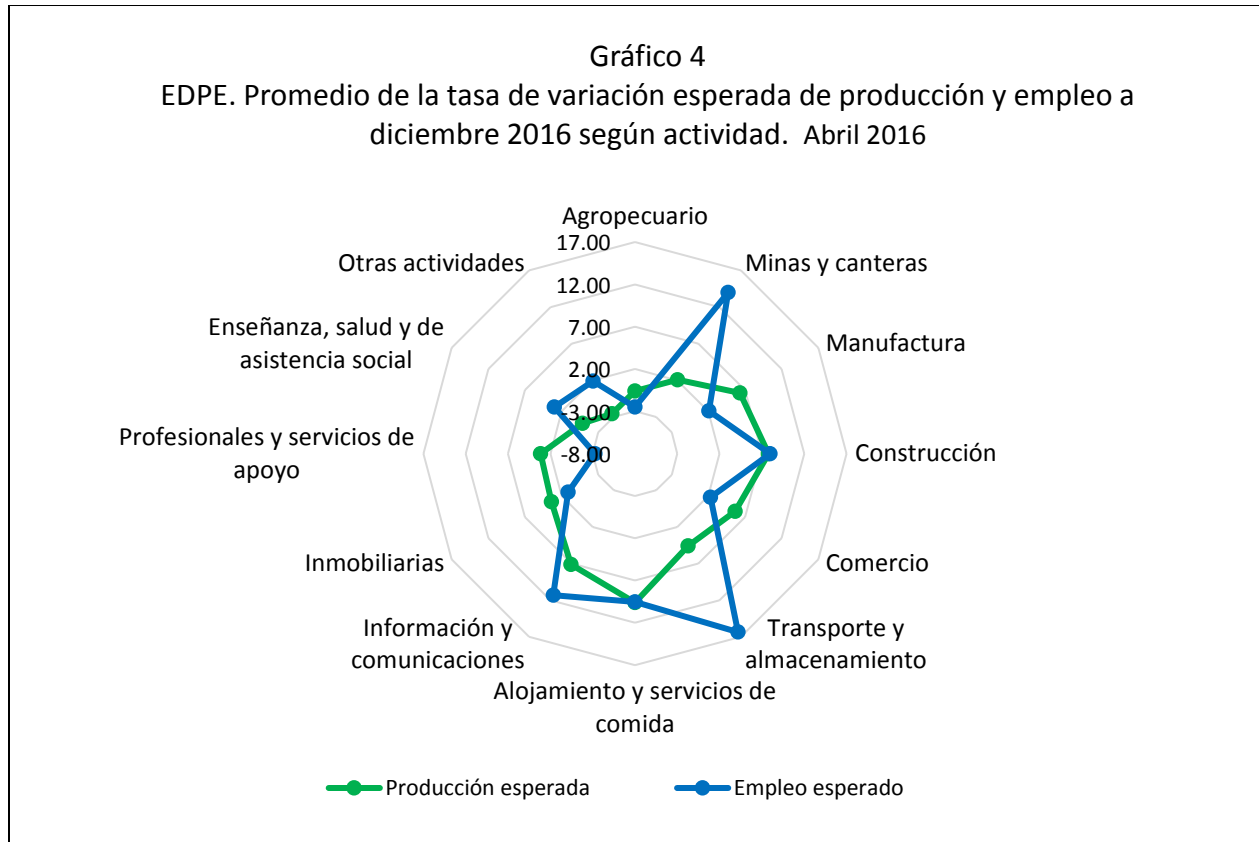 Gráfico 4
EDPE. Promedio de la tasa de variación esperada de producción y empleo a
diciembre 2016 según actividad. Abril 2016
Agropecuario
Minas y canteras
Manufactura
Construcción
Comercio
Transporte y
almacenamiento
Alojamiento y servicios de
comida
Información y
comunicaciones
Inmobiliarias
Profesionales y servicios de
apoyo
Enseñanza, salud y de
asistencia social
Otras actividades
17.00
12.00
7.00
2.00
-3.00
-8.00
Producción esperada
Empleo esperado